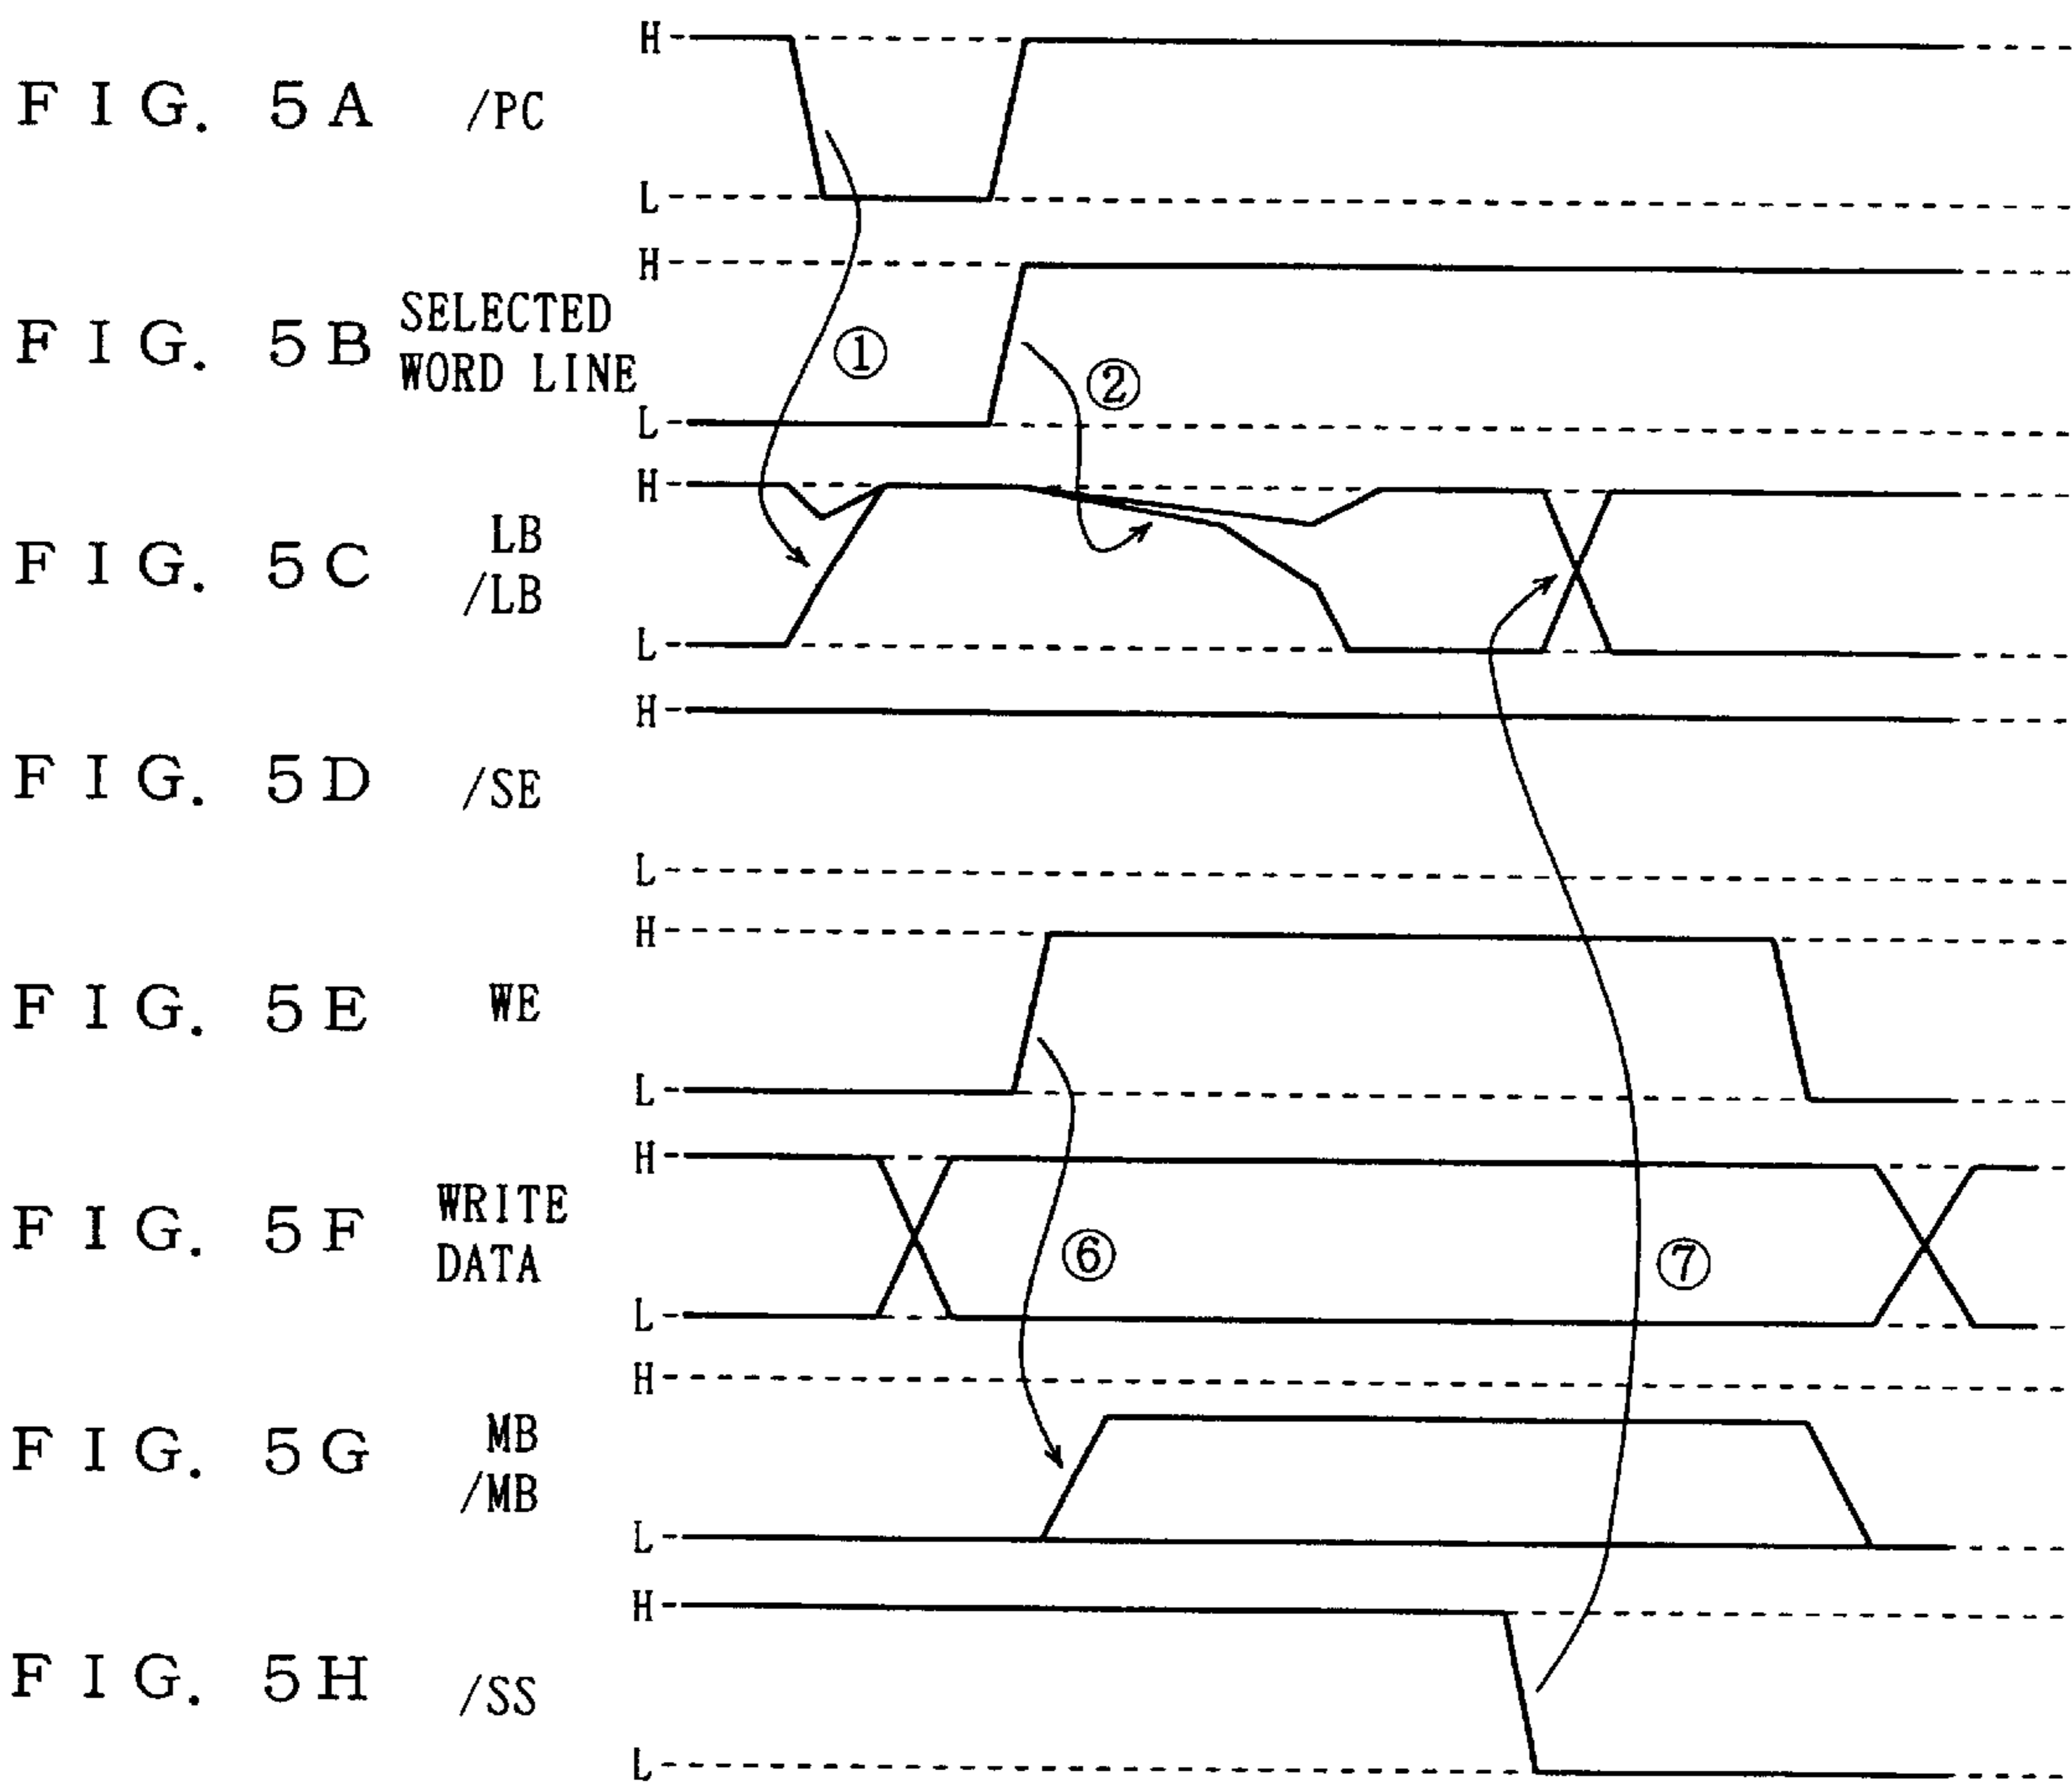 H
FIG. 5A /PC
L
H
FIG. 5B SELECTED
WORD LINE
①
②
L
H
FIG. 5C LB
/LB
L
H
FIG. 5D /SE
L
H
FIG. 5E WE
L
H
FIG. 5F WRITE
DATA
⑥
⑦
L
H
FIG. 5G MB
/MB
L
H
FIG. 5H /SS
L